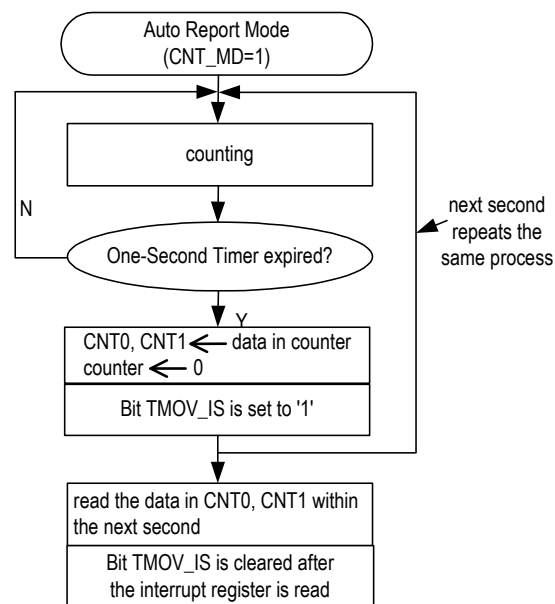 Auto Report Mode
(CNT_MD=1)
counting
N
next second
repeats the
same process
One-Second Timer expired?
Y
CNT0, CNT1 ← data in counter
counter ← 0
Bit TMOV_IS is set to '1'
read the data in CNT0, CNT1 within
the next second
Bit TMOV_IS is cleared after
the interrupt register is read